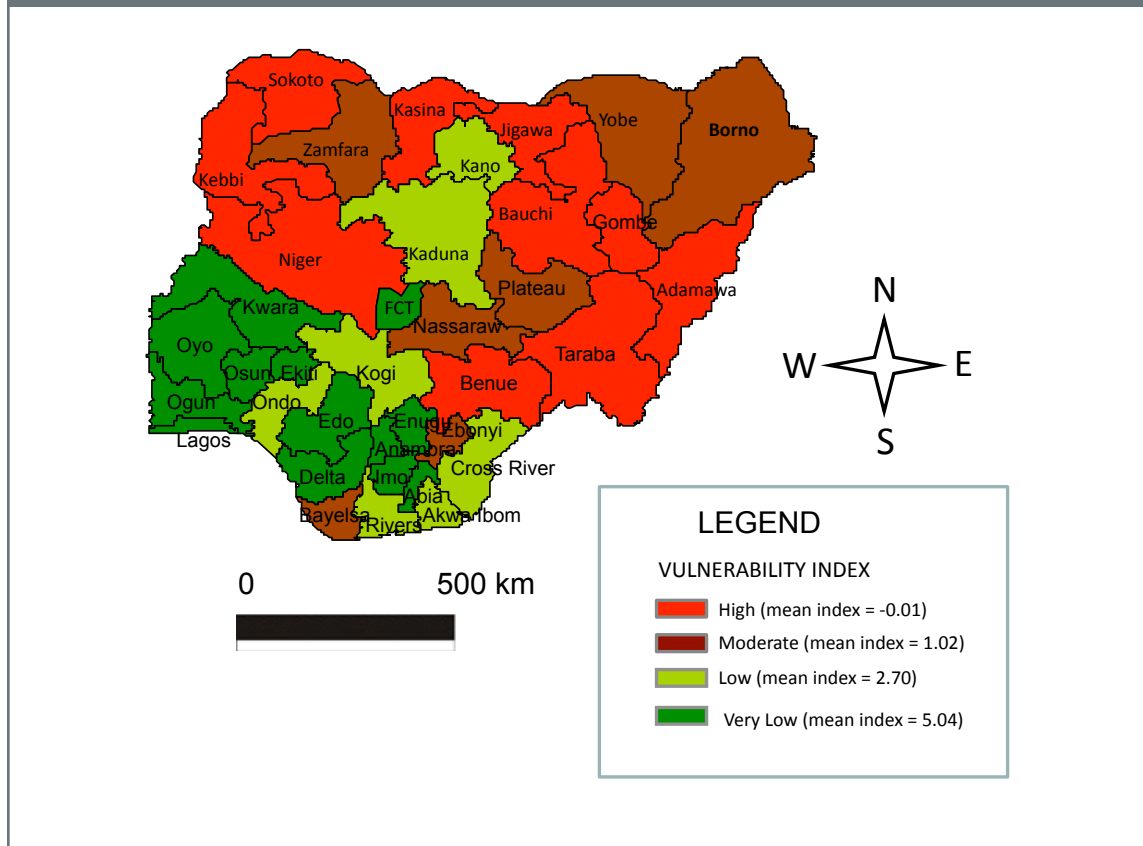 Sokoto
Kasina
Zamfara
Jigawa
Yobe
Borno
Kano
Kebbi
Bauchi
Gombe
Niger
Kaduna
Plateau
Adamawa
FCT
Kwara
Nassaraw
Oyo
Taraba
Osun
Ekiti
Kogi
Benue
Ogun
Ondo
Edo
Enugu
Ebonyi
Lagos
Anambra
Cross River
Delta
Imo
Abia
Bayelsa
Rivers
Akwa Ibom
N
W
E
S
0 500 km
LEGEND
VULNERABILITY INDEX
High (mean index = -0.01)
Moderate (mean index = 1.02)
Low (mean index = 2.70)
Very Low (mean index = 5.04)